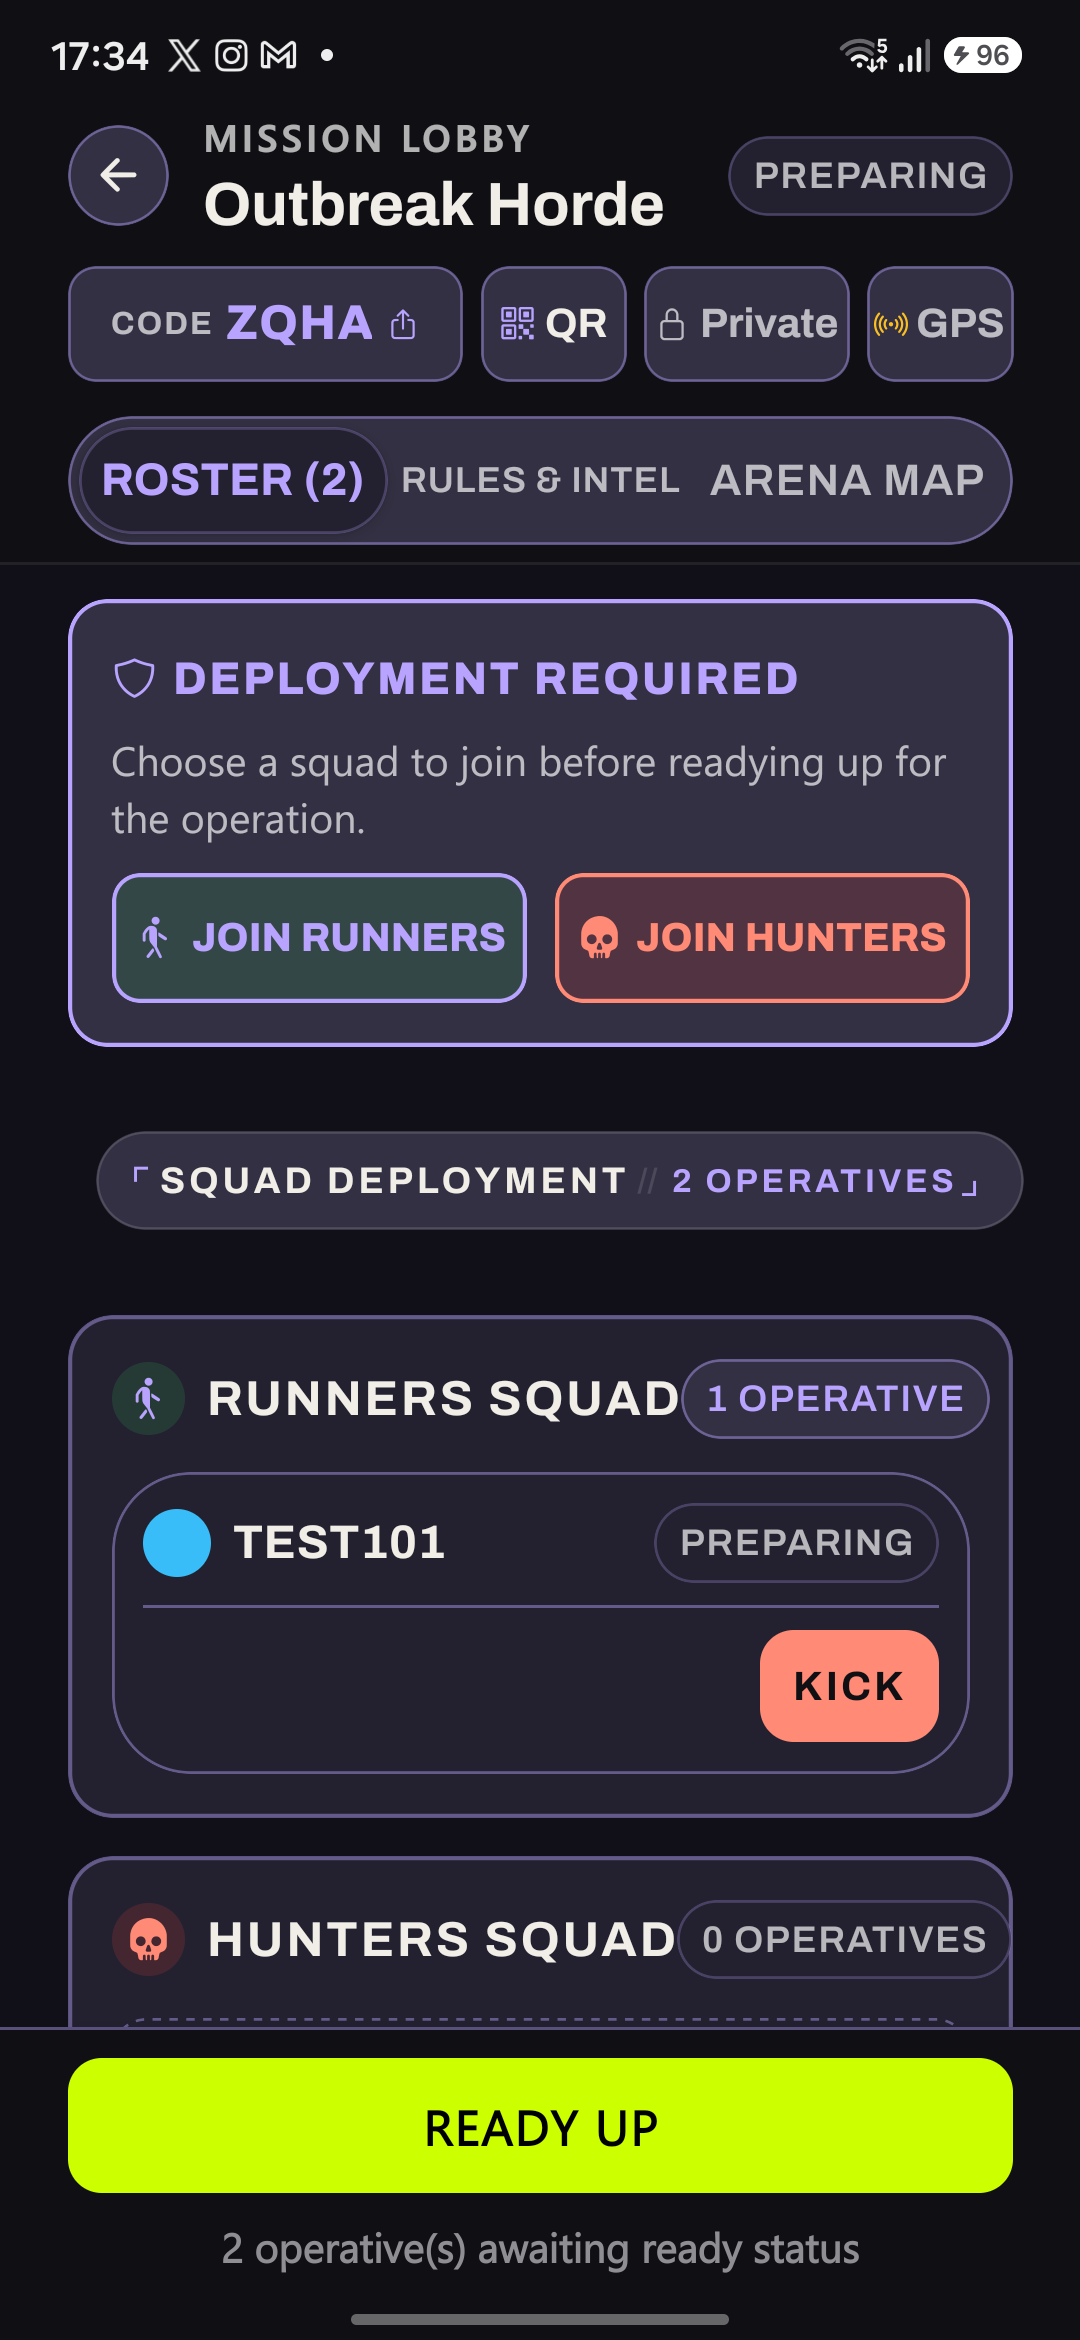 17:34
5
96
MISSION LOBBY
Outbreak Horde
PREPARING
CODE ZQHA
QR
Private
GPS
ROSTER (2)
RULES & INTEL
ARENA MAP
DEPLOYMENT REQUIRED
Choose a squad to join before readying up for
the operation.
JOIN RUNNERS
JOIN HUNTERS
SQUAD DEPLOYMENT // 2 OPERATIVES
RUNNERS SQUAD
1 OPERATIVE
TEST101
PREPARING
KICK
HUNTERS SQUAD
0 OPERATIVES
READY UP
2 operative(s) awaiting ready status